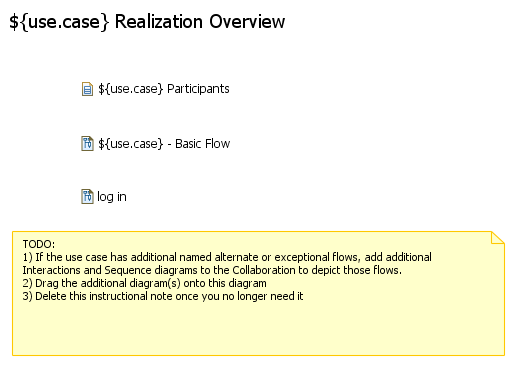 ${use.case} Realization Overview
${use.case} Participants
${use.case} - Basic Flow
log in
TODO:
1) If the use case has additional named alternate or exceptional flows, add additional
Interactions and Sequence diagrams to the Collaboration to depict those flows.
2) Drag the additional diagram(s) onto this diagram
3) Delete this instructional note once you no longer need it